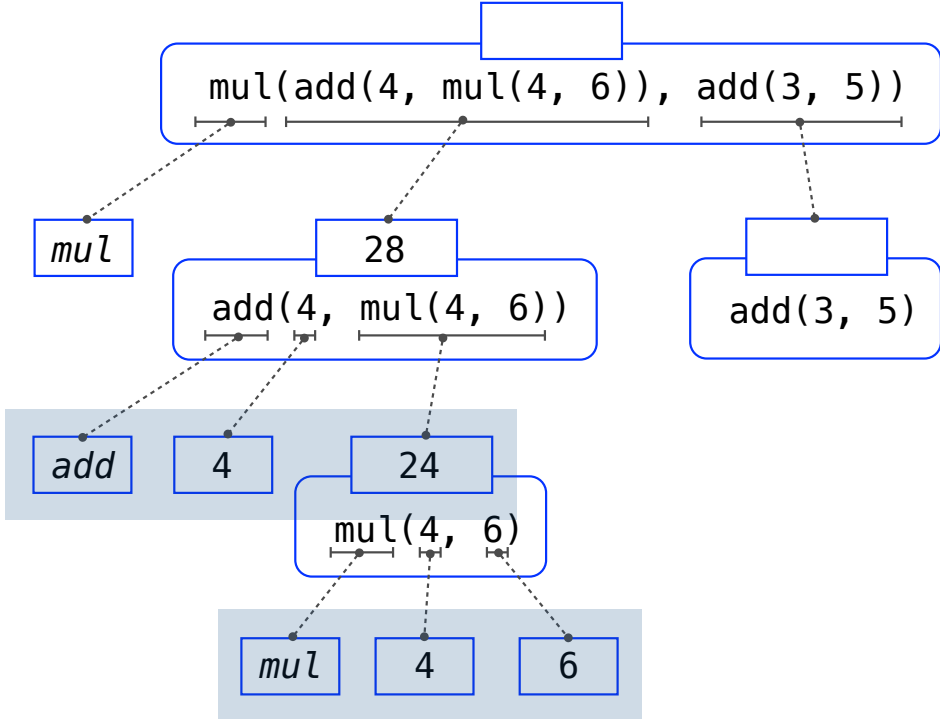 mul(add(4, mul(4, 6)), add(3, 5))
mul
28
add(4, mul(4, 6))
add(3, 5)
add
4
24
mul(4, 6)
mul
4
6